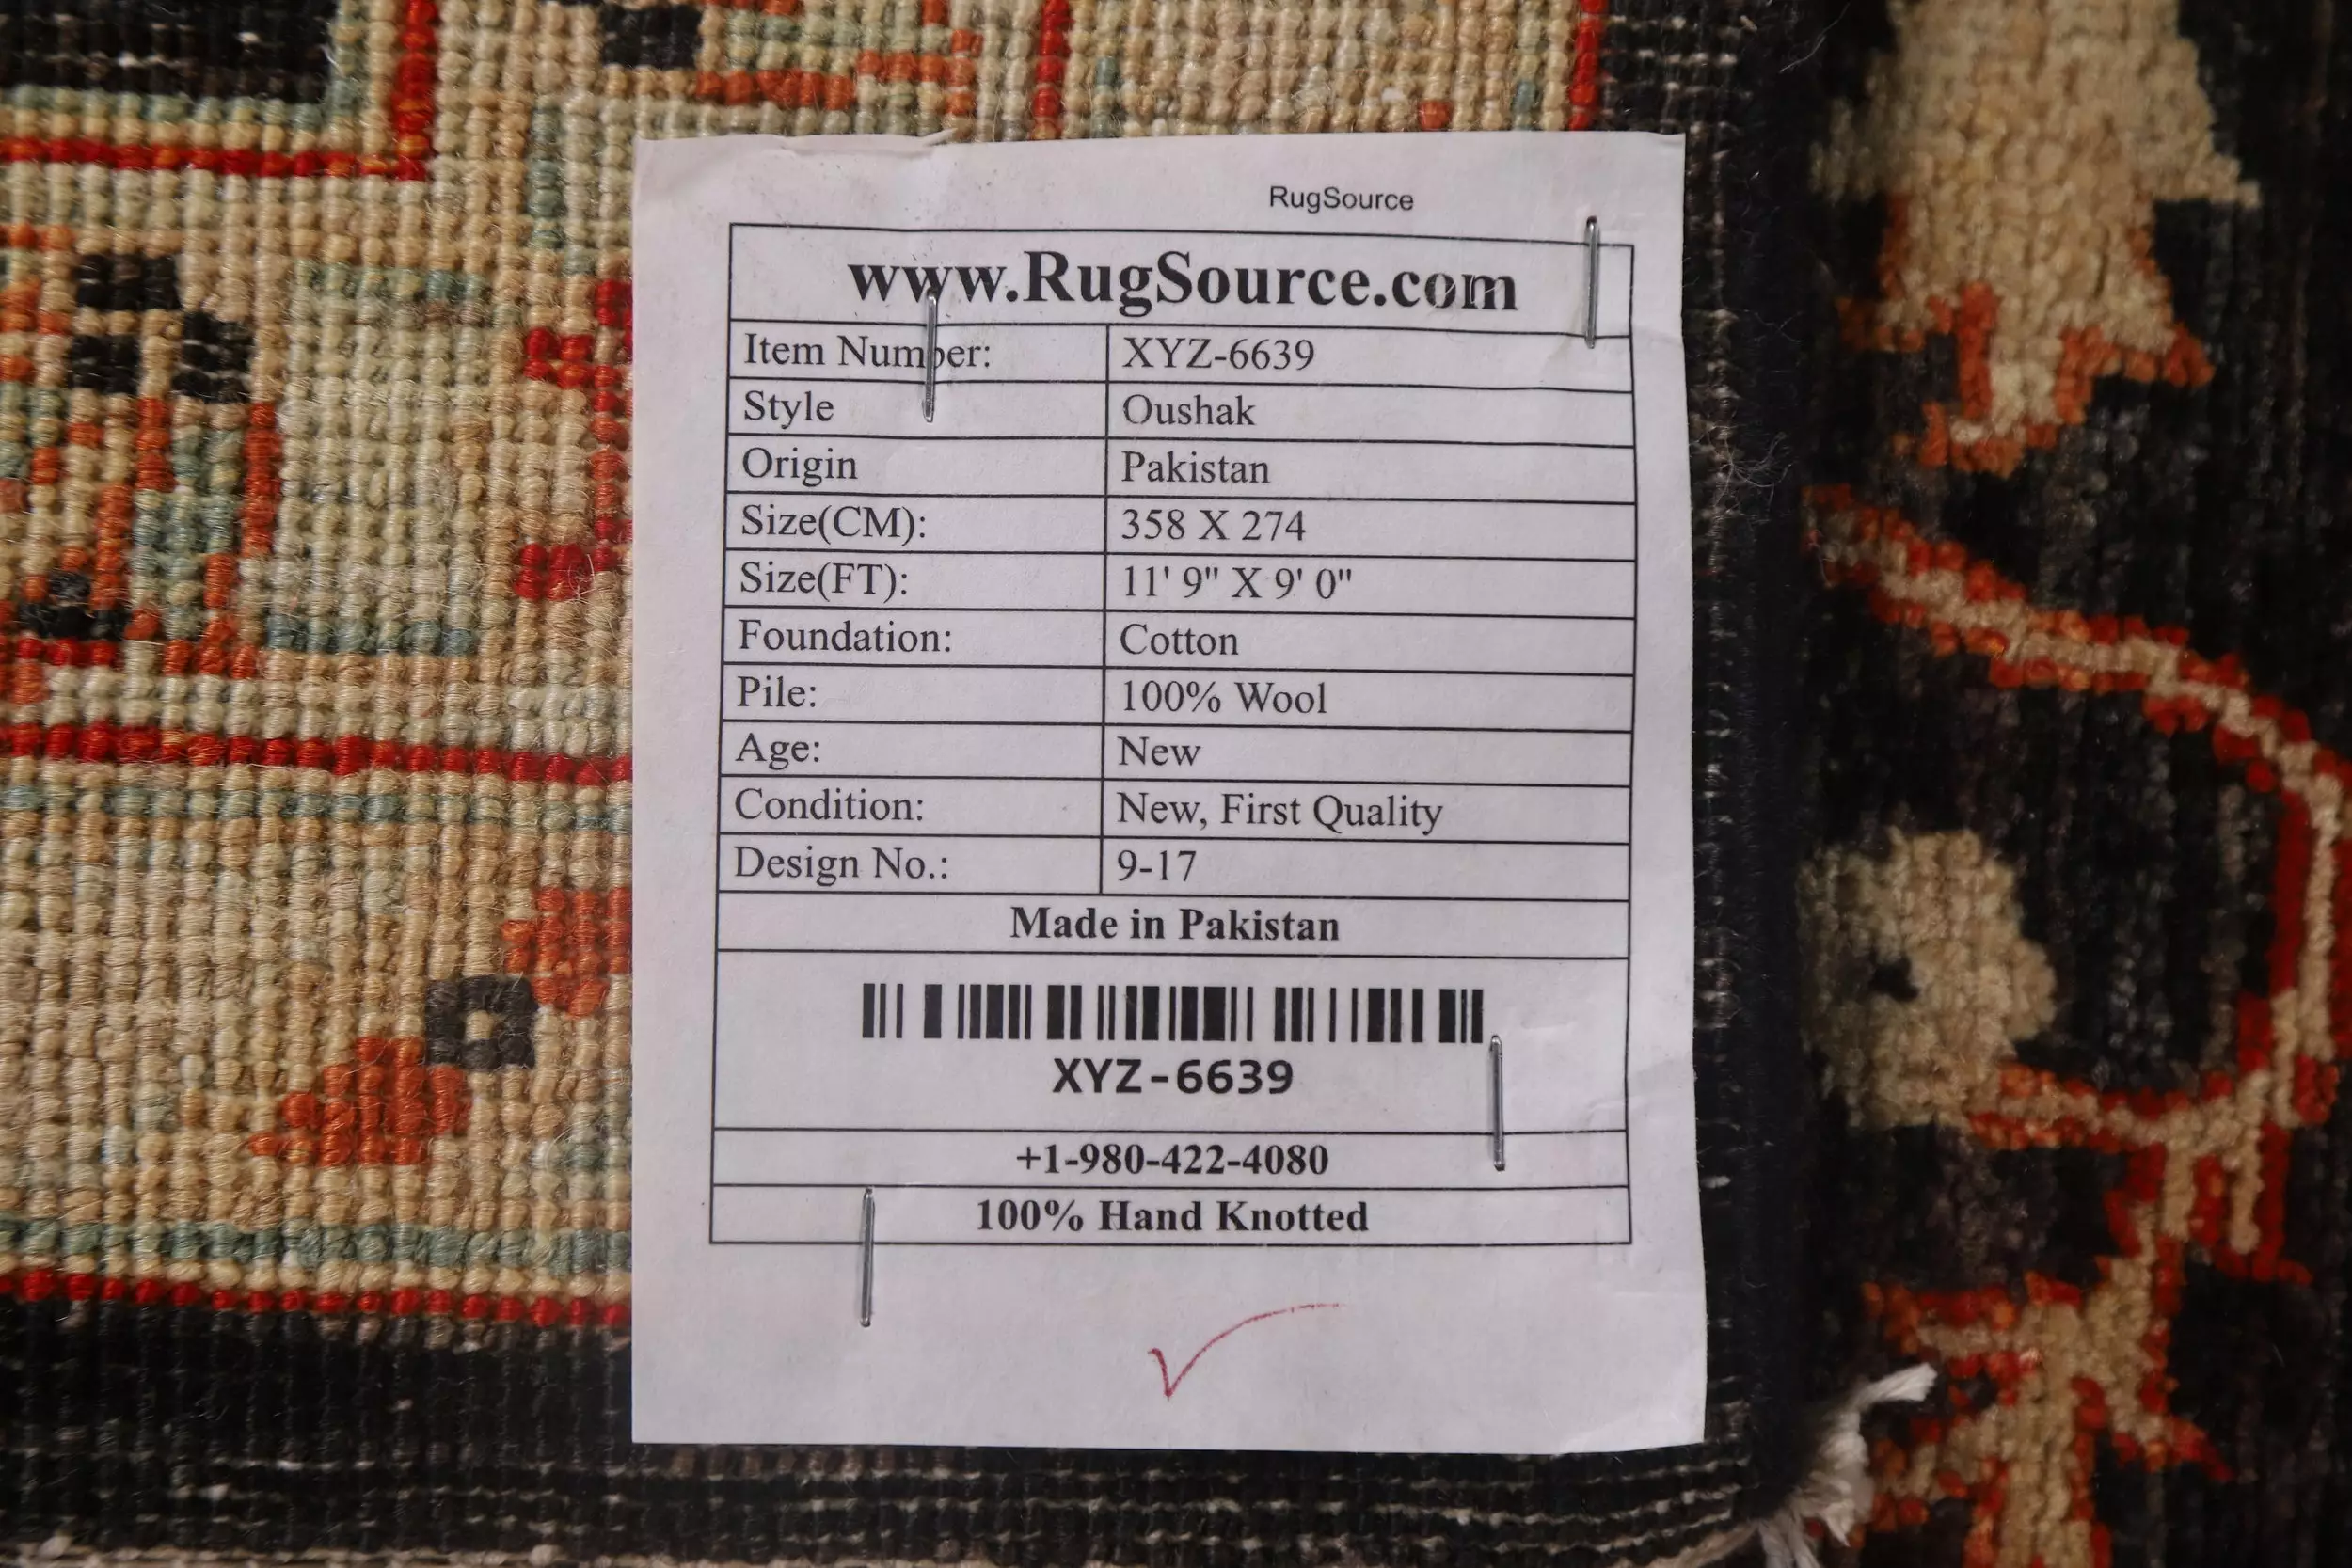 RugSource
www.RugSource.com
Item Number: XYZ-6639
Style Oushak
Origin Pakistan
Size(CM): 358 X 274
Size(FT): 11' 9" X 9' 0"
Foundation: Cotton
Pile: 100% Wool
Age: New
Condition: New, First Quality
Design No.: 9-17
Made in Pakistan
XYZ-6639
+1-980-422-4080
100% Hand Knotted